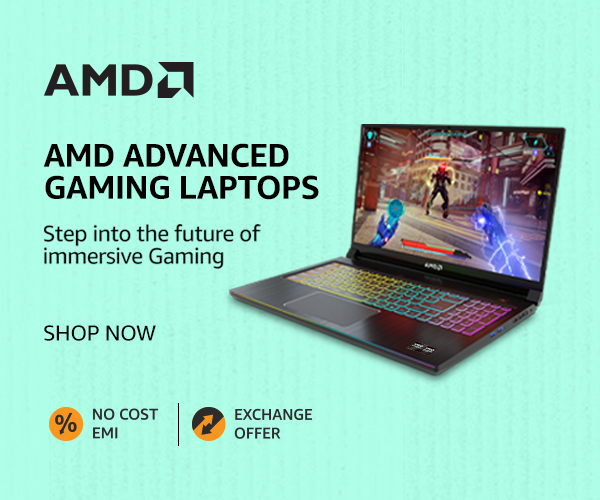 AMD
AMD ADVANCED
GAMING LAPTOPS
Step into the future of
immersive Gaming
AMD
SHOP NOW
%
NO COST
EMI
EXCHANGE
OFFER